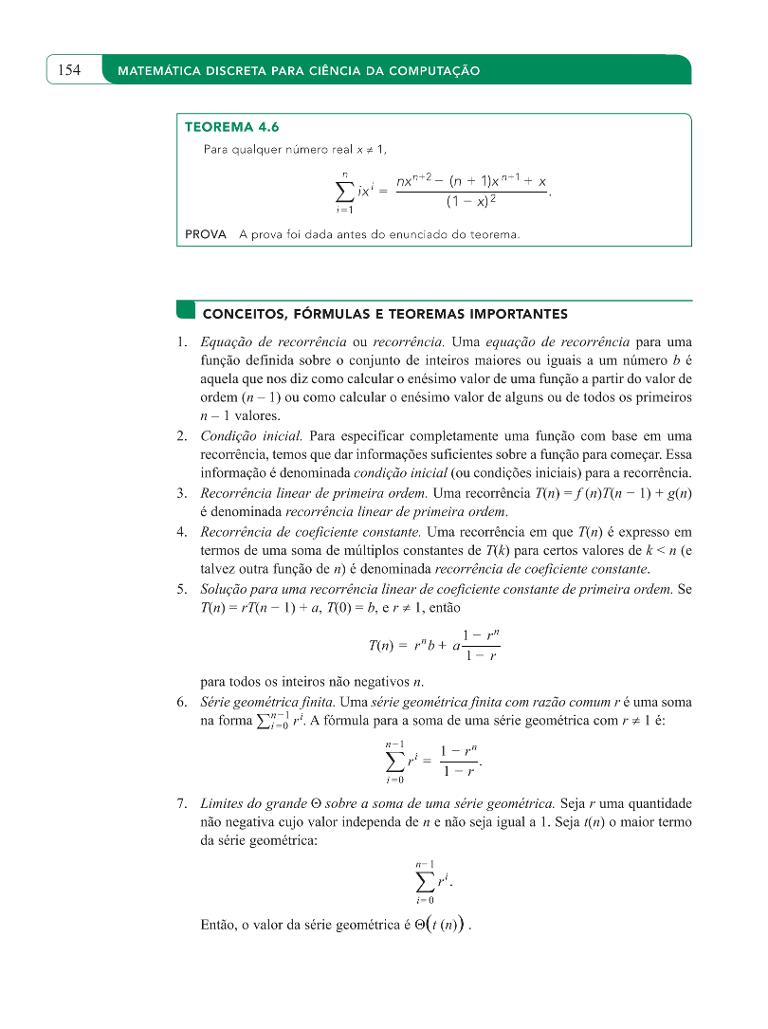 154 MATEMÁTICA DISCRETA PARA CIÊNCIA DA COMPUTAÇÃO
TEOREMA 4.6
Para qualquer número real x ≠ 1,
\sum_{i=1}^{n} ix^i = \frac{nx^{n+2} − (n + 1)x^{n+1} + x}{(1 − x)^2}.
PROVA A prova foi dada antes do enunciado do teorema.
CONCEITOS, FÓRMULAS E TEOREMAS IMPORTANTES
1. Equação de recorrência ou recorrência. Uma equação de recorrência para uma
função definida sobre o conjunto de inteiros maiores ou iguais a um número b é
aquela que nos diz como calcular o enésimo valor de uma função a partir do valor de
ordem (n – 1) ou como calcular o enésimo valor de alguns ou de todos os primeiros
n – 1 valores.
2. Condição inicial. Para especificar completamente uma função com base em uma
recorrência, temos que dar informações suficientes sobre a função para começar. Essa
informação é denominada condição inicial (ou condições iniciais) para a recorrência.
3. Recorrência linear de primeira ordem. Uma recorrência T(n) = f (n)T(n − 1) + g(n)
é denominada recorrência linear de primeira ordem.
4. Recorrência de coeficiente constante. Uma recorrência em que T(n) é expresso em
termos de uma soma de múltiplos constantes de T(k) para certos valores de k < n (e
talvez outra função de n) é denominada recorrência de coeficiente constante.
5. Solução para uma recorrência linear de coeficiente constante de primeira ordem. Se
T(n) = rT(n − 1) + a, T(0) = b, e r ≠ 1, então
T(n) = r^n b + a\frac{1 − r^n}{1 − r}
para todos os inteiros não negativos n.
6. Série geométrica finita. Uma série geométrica finita com razão comum r é uma soma
na forma \sum_{i=0}^{n−1} r^i. A fórmula para a soma de uma série geométrica com r ≠ 1 é:
\sum_{i=0}^{n−1} r^i = \frac{1 − r^n}{1 − r}.
7. Limites do grande Θ sobre a soma de uma série geométrica. Seja r uma quantidade
não negativa cujo valor independa de n e não seja igual a 1. Seja t(n) o maior termo
da série geométrica:
\sum_{i=0}^{n−1} r^i.
Então, o valor da série geométrica é Θ(t (n)) .